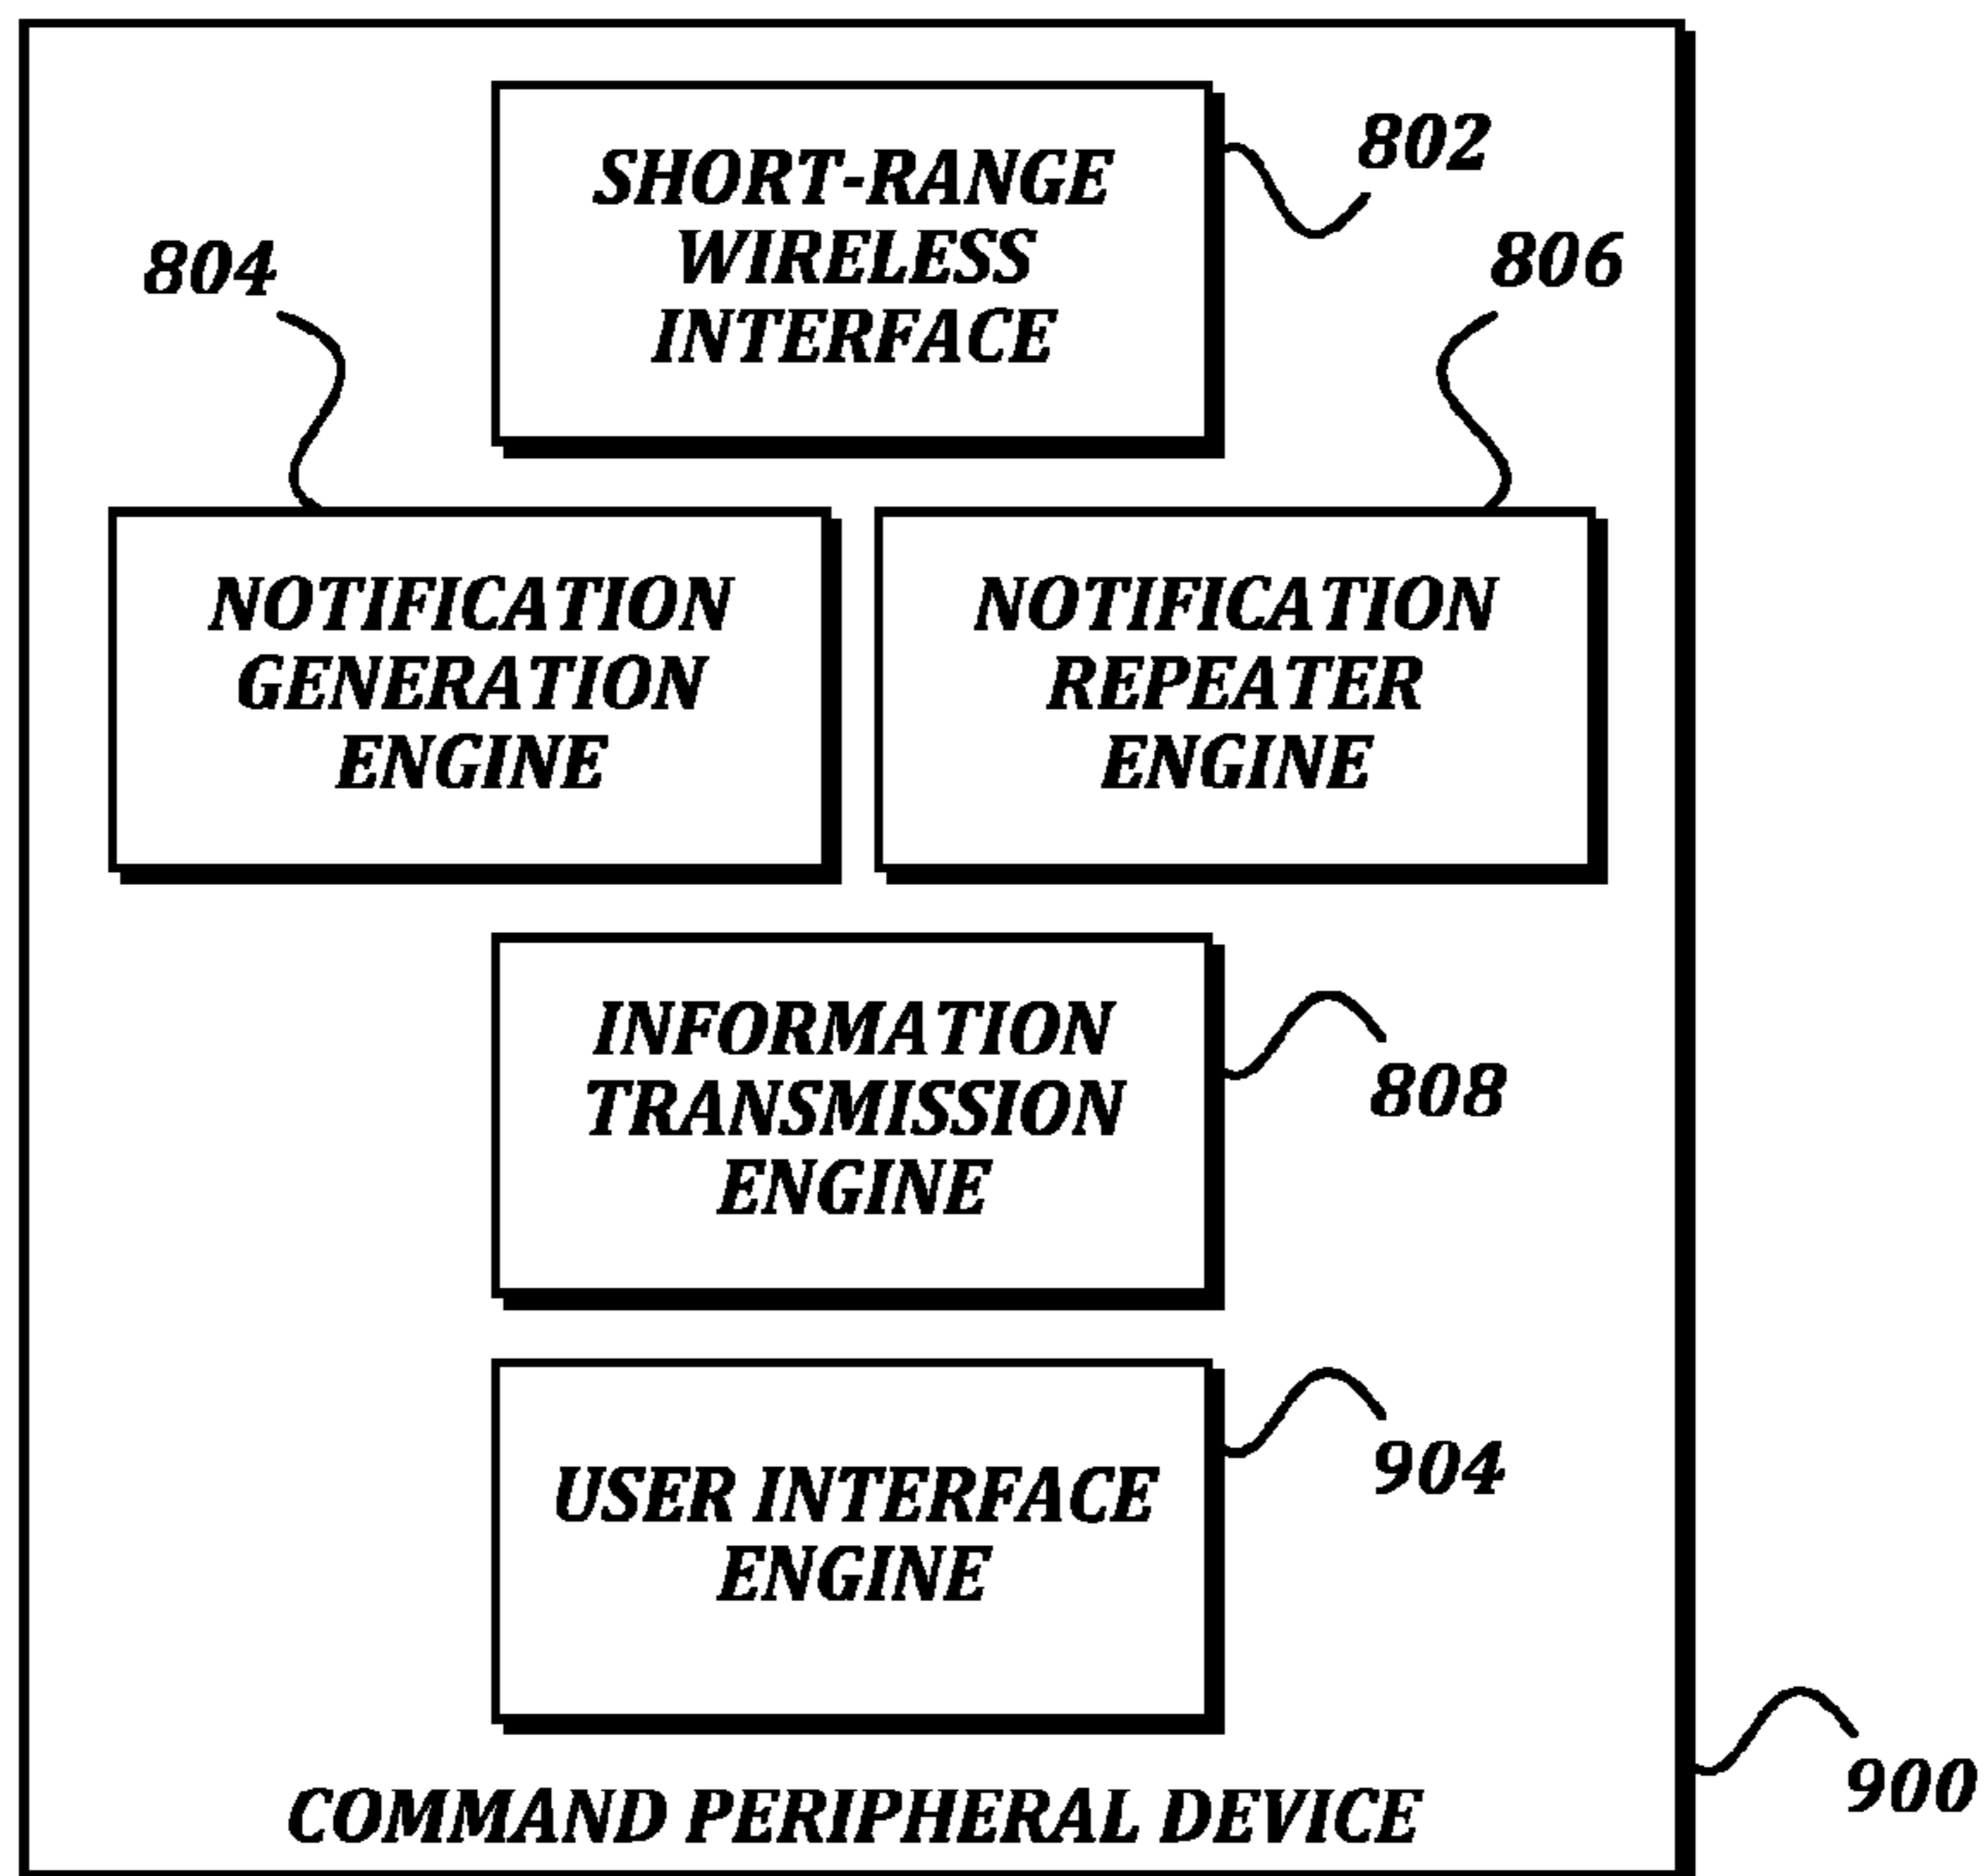 SHORT-RANGE
WIRELESS
INTERFACE
802
804
806
NOTIFICATION
GENERATION
ENGINE
NOTIFICATION
REPEATER
ENGINE
INFORMATION
TRANSMISSION
ENGINE
808
USER INTERFACE
ENGINE
904
COMMAND PERIPHERAL DEVICE
900